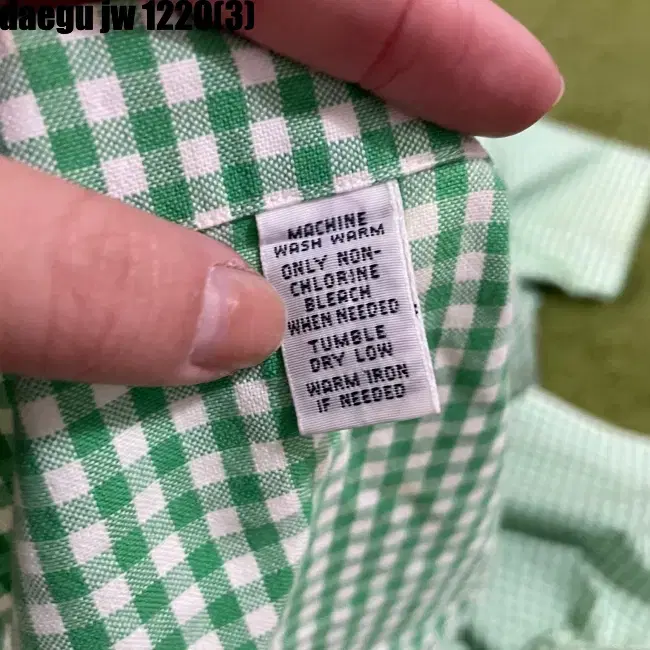 daegu jw 1220(3)
MACHINE
WASH WARM
ONLY NON-
CHLORINE
BLEACH
WHEN NEEDED
TUMBLE
DRY LOW
WARM IRON
IF NEEDED